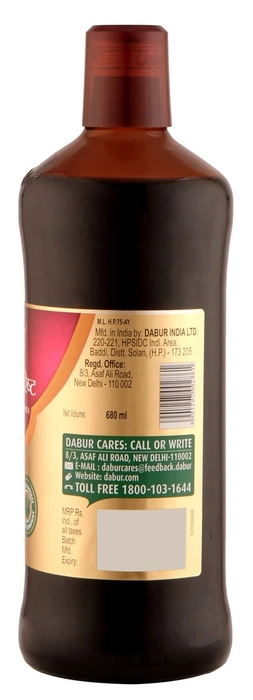 M.L. H.P.75-AY.
Mfd. in India by: DABUR INDIA LTD.
220-221, HPSIDC Ind. Area,
Baddi, Distt. Solan, (H.P.) - 173 205
Regd. Office:
8/3, Asaf Ali Road,
New Delhi - 110 002
Net Volume: 680 ml
DABUR CARES: CALL OR WRITE
8/3, ASAF ALI ROAD, NEW DELHI-110002
E-MAIL : daburcares@feedback.dabur
Website: dabur.com
TOLL FREE 1800-103-1644
MRP Rs.
incl., of
all taxes
Batch
Mfd.
Expiry: